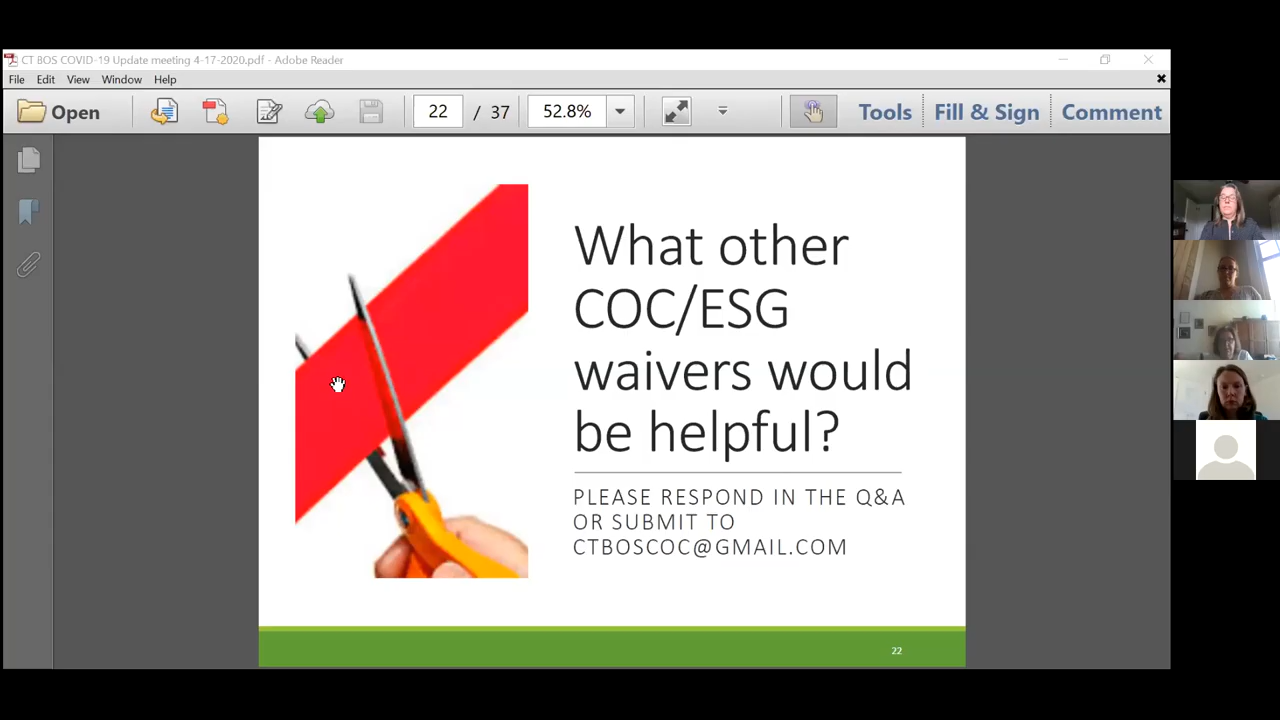 CT BOS COVID-19 Update meeting 4-17-2020.pdf - Adobe Reader
File Edit View Window Help
Open 22 / 37 52.8% Tools Fill & Sign Comment
What other
COC/ESG
waivers would
be helpful?
PLEASE RESPOND IN THE Q&A
OR SUBMIT TO
CTBOSCOC@GMAIL.COM
22